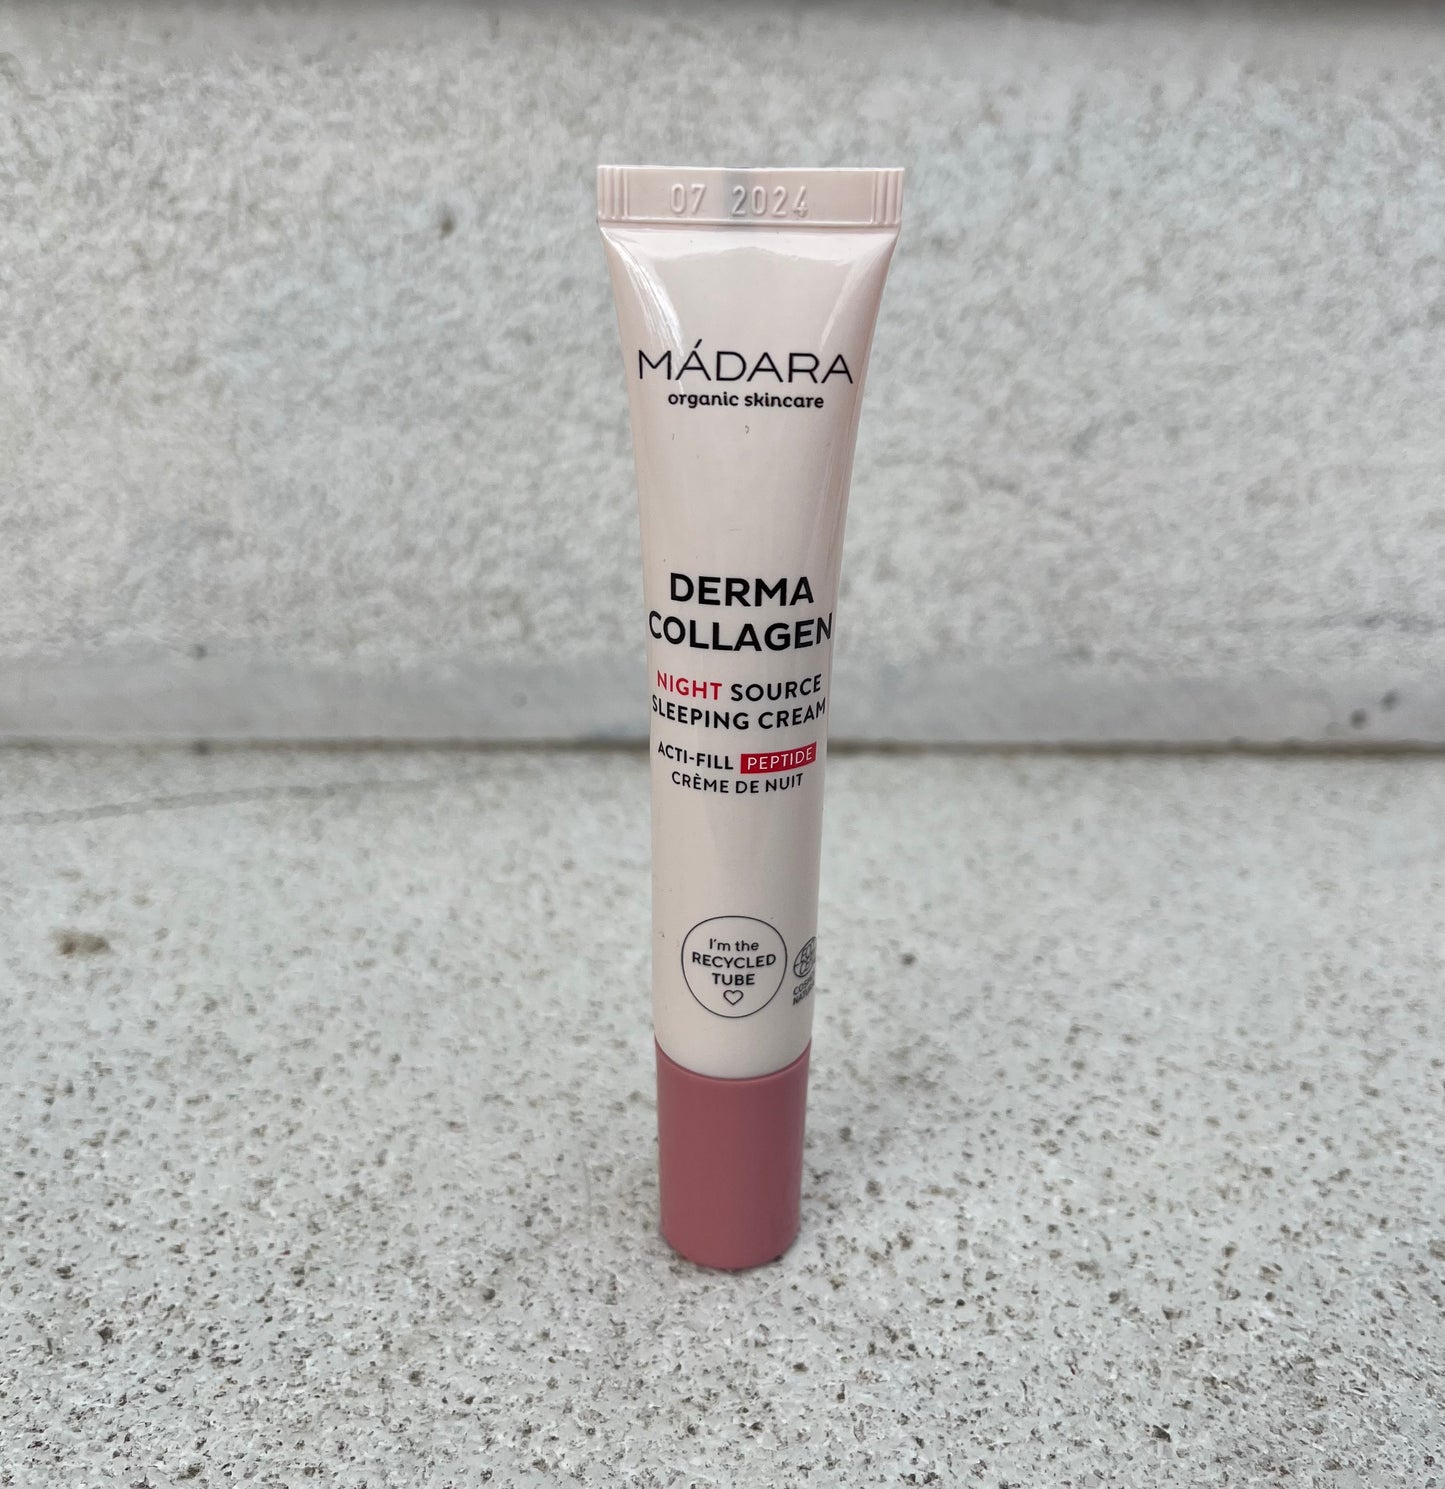 07 2024
MÁDARA
organic skincare
DERMA
COLLAGEN
NIGHT SOURCE
SLEEPING CREAM
ACTI-FILL PEPTIDE
CRÈME DE NUIT
I'm the
RECYCLED
TUBE